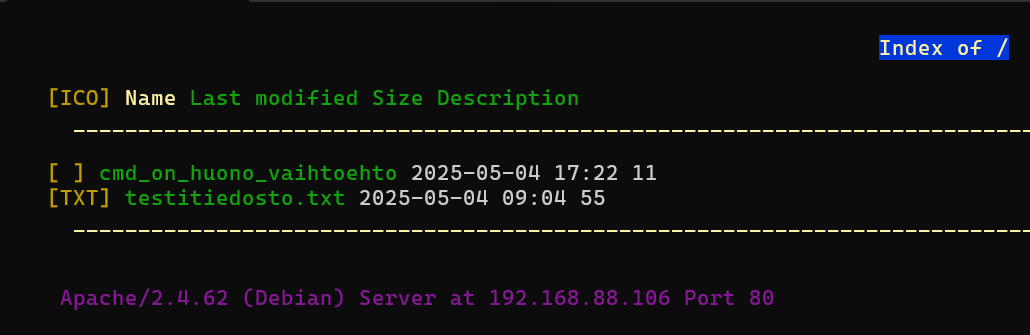 Index of /
[ICO] Name Last modified Size Description
[ ] cmd_on_huono_vaihtoehto 2025-05-04 17:22 11
[TXT] testitiedosto.txt 2025-05-04 09:04 55
Apache/2.4.62 (Debian) Server at 192.168.88.106 Port 80